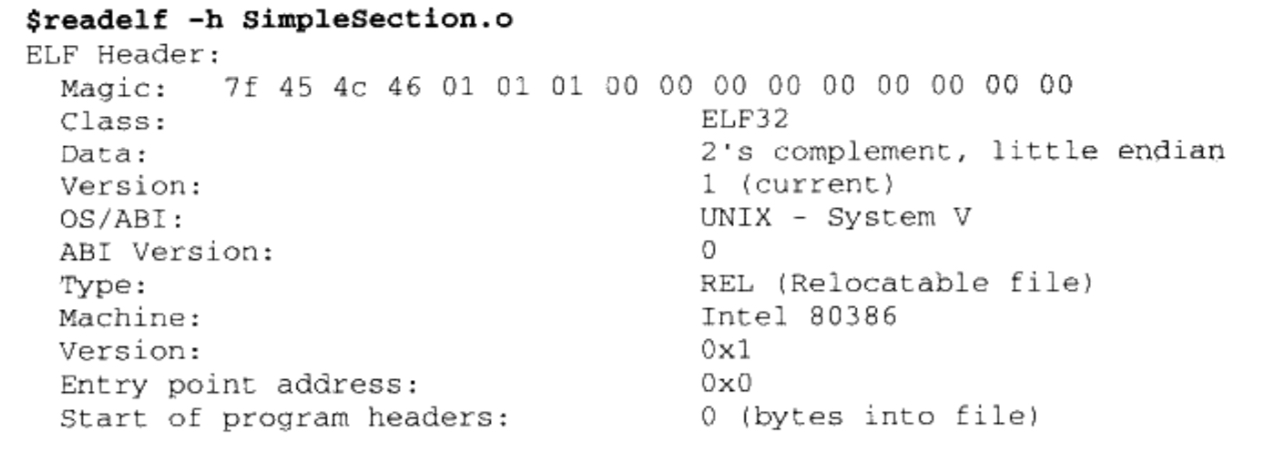 $readelf -h SimpleSection.o
ELF Header:
Magic: 7f 45 4c 46 01 01 01 00 00 00 00 00 00 00 00 00
Class: ELF32
Data: 2's complement, little endian
Version: 1 (current)
OS/ABI: UNIX - System V
ABI Version: 0
Type: REL (Relocatable file)
Machine: Intel 80386
Version: 0x1
Entry point address: 0x0
Start of program headers: 0 (bytes into file)